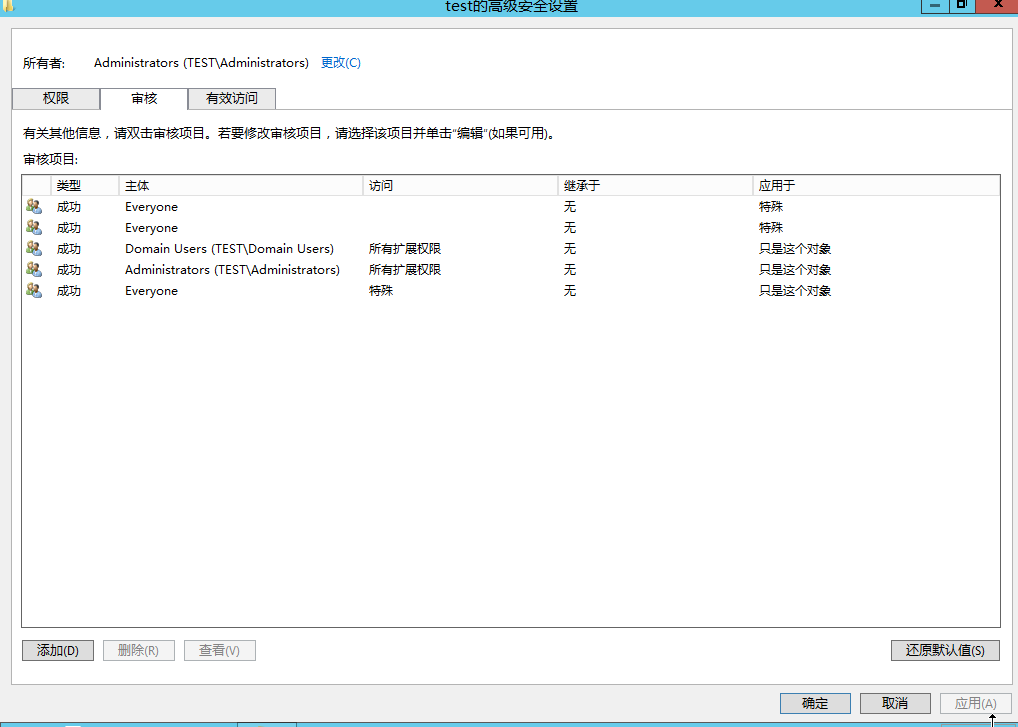 test的高级安全设置
所有者: Administrators (TEST\Administrators) 更改(C)
权限 审核 有效访问
有关其他信息，请双击审核项目。若要修改审核项目，请选择该项目并单击“编辑”(如果可用)。
审核项目:
类型 主体 访问 继承于 应用于
成功 Everyone 无 特殊
成功 Everyone 无 特殊
成功 Domain Users (TEST\Domain Users) 所有扩展权限 无 只是这个对象
成功 Administrators (TEST\Administrators) 所有扩展权限 无 只是这个对象
成功 Everyone 特殊 无 只是这个对象
添加(D) 删除(R) 查看(V) 还原默认值(S)
确定 取消 应用(A)